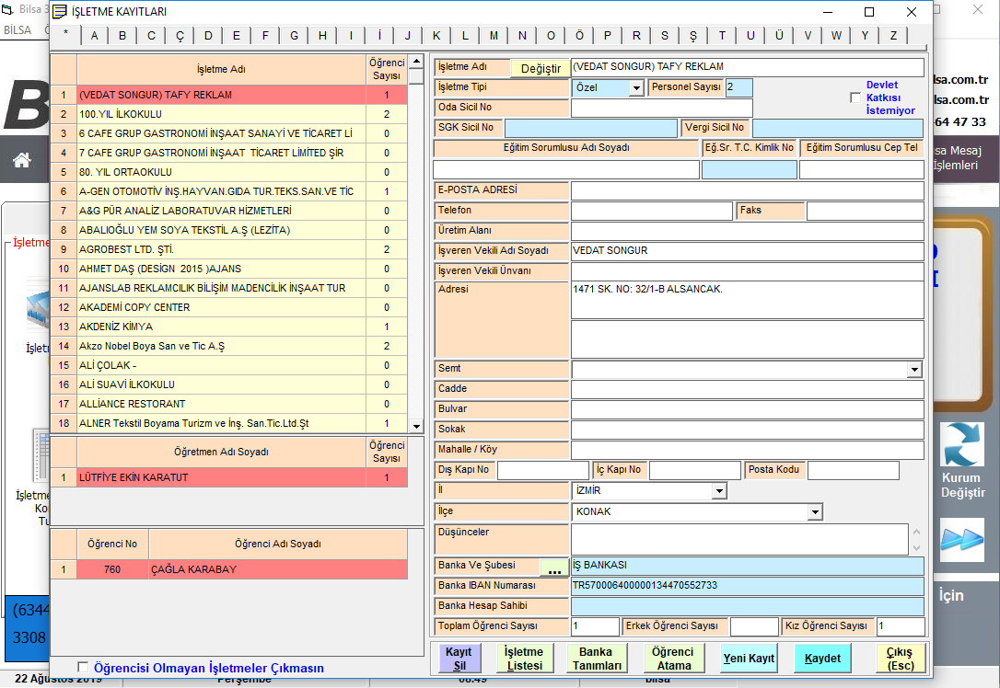 Bilsa 3
İŞLETME KAYITLARI
BİLSA
* A B C Ç D E F G H I İ J K L M N O Ö P R S Ş T U Ü V W Y Z
İşletme Adı Öğrenci Sayısı
1 (VEDAT SONGUR) TAFY REKLAM 1
2 100.YIL İLKOKULU 2
3 6 CAFE GRUP GASTRONOMİ İNŞAAT SANAYİ VE TİCARET Lİ 0
4 7 CAFE GRUP GASTRONOMİ İNŞAAT TİCARET LİMİTED ŞİR 0
5 80. YIL ORTAOKULU 0
6 A-GEN OTOMOTİV İNŞ.HAYVAN.GIDA TUR.TEKS.SAN.VE TİC 1
7 A&G PÜR ANALİZ LABORATUVAR HİZMETLERİ 0
8 ABALIOĞLU YEM SOYA TEKSTİL A.Ş (LEZİTA) 0
9 AGROBEST LTD. ŞTİ. 2
10 AHMET DAŞ (DESİGN 2015 )AJANS 0
11 AJANSLAB REKLAMCILIK BİLİŞİM MADENCİLİK İNŞAAT TUR 0
12 AKADEMİ COPY CENTER 0
13 AKDENİZ KİMYA 1
14 Akzo Nobel Boya San ve Tic A.Ş 2
15 ALİ ÇOLAK - 0
16 ALİ SUAVİ İLKOKULU 0
17 ALLİANCE RESTORANT 0
18 ALNER Tekstil Boyama Turizm ve İnş. San.Tic.Ltd.Şt 1
Öğretmen Adı Soyadı Öğrenci Sayısı
1 LÜTFİYE EKİN KARATUT 1
Öğrenci No Öğrenci Adı Soyadı
1 760 ÇAĞLA KARABAY
Öğrencisi Olmayan İşletmeler Çıkmasın
İşletme Adı Değiştir (VEDAT SONGUR) TAFY REKLAM
İşletme Tipi Özel Personel Sayısı 2
Devlet
Katkısı
İstemiyor
Oda Sicil No
SGK Sicil No Vergi Sicil No
Eğitim Sorumlusu Adı Soyadı Eğ.Sr. T.C. Kimlik No Eğitim Sorumlusu Cep Tel
E-POSTA ADRESİ
Telefon Faks
Üretim Alanı
İşveren Vekili Adı Soyadı VEDAT SONGUR
İşveren Vekili Ünvanı
Adresi 1471 SK. NO: 32/1-B ALSANCAK.
Semt
Cadde
Bulvar
Sokak
Mahalle / Köy
Dış Kapı No İç Kapı No Posta Kodu
İl İZMİR
İlçe KONAK
Düşünceler
Banka Ve Şubesi ... İŞ BANKASI
Banka IBAN Numarası TR570006400000134470552733
Banka Hesap Sahibi
Toplam Öğrenci Sayısı 1 Erkek Öğrenci Sayısı Kız Öğrenci Sayısı 1
Kayıt Sil İşletme Listesi Banka Tanımları Öğrenci Atama Yeni Kayıt Kaydet Çıkış (Esc)
lsa.com.tr
lsa.com.tr
64 47 33
sa Mesaj
İşlemleri
Kurum
Değiştir
İçin
İşletme
İşlet
İşletme
Ko
Tu
(6344
3308
22 Ağustos 2019 Perşembe 08:49 bilsa